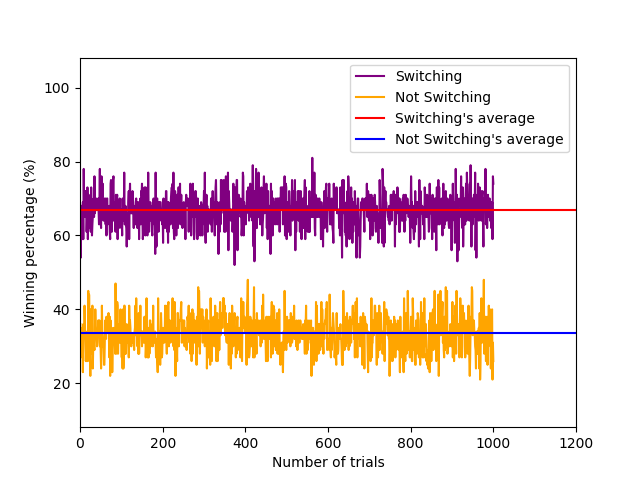 Switching
Not Switching
Switching's average
Not Switching's average
100
80
60
40
20
Winning percentage (%)
0
200
400
600
800
1000
1200
Number of trials